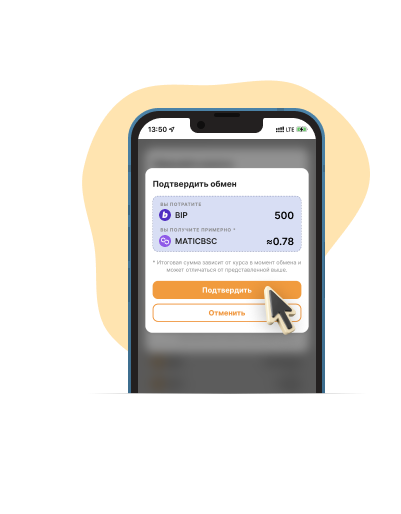 13:50
LTE
Подтвердить обмен
ВЫ ПОТРАТИТЕ
BIP 500
ВЫ ПОЛУЧИТЕ ПРИМЕРНО *
MATICBSC ≈0.78
* Итоговая сумма зависит от курса в момент обмена и
может отличаться от представленной выше.
Подтвердить
Отменить